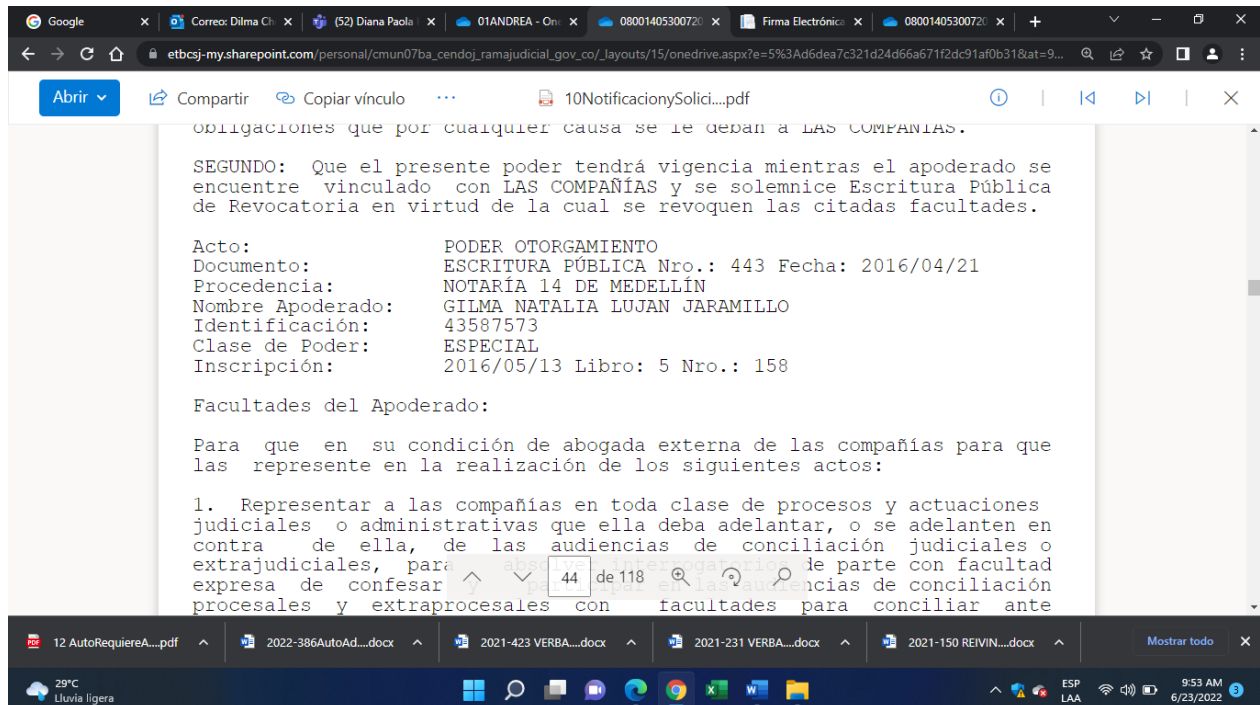 Google
Correo: Dilma Ch
(52) Diana Paola
01ANDREA - One
08001405300720
Firma Electrónica
08001405300720
etbcsj-my.sharepoint.com/personal/cmun07ba_cendoj_ramajudicial_gov_co/_layouts/15/onedrive.aspx?e=5%3Ad6dea7c321d24d66a671f2dc91af0b31&at=9...
Abrir
Compartir
Copiar vínculo
10NotificacionySolici....pdf
obligaciones que por cualquier causa se le deban a LAS COMPAÑÍAS.
SEGUNDO: Que el presente poder tendrá vigencia mientras el apoderado se
encuentre vinculado con LAS COMPAÑÍAS y se solemnice Escritura Pública
de Revocatoria en virtud de la cual se revoquen las citadas facultades.
Acto: PODER OTORGAMIENTO
Documento: ESCRITURA PÚBLICA Nro.: 443 Fecha: 2016/04/21
Procedencia: NOTARÍA 14 DE MEDELLÍN
Nombre Apoderado: GILMA NATALIA LUJAN JARAMILLO
Identificación: 43587573
Clase de Poder: ESPECIAL
Inscripción: 2016/05/13 Libro: 5 Nro.: 158
Facultades del Apoderado:
Para que en su condición de abogada externa de las compañías para que
las represente en la realización de los siguientes actos:
1. Representar a las compañías en toda clase de procesos y actuaciones
judiciales o administrativas que ella deba adelantar, o se adelanten en
contra de ella, de las audiencias de conciliación judiciales o
extrajudiciales, para absolver interrogatorios de parte con facultad
expresa de confesar y participar en las audiencias de conciliación
procesales y extraprocesales con facultades para conciliar ante
44 de 118
12 AutoRequiereA....pdf
2022-386AutoAd....docx
2021-423 VERBA....docx
2021-231 VERBA....docx
2021-150 REIVIN....docx
Mostrar todo
29°C
Lluvia ligera
ESP
LAA
9:53 AM
6/23/2022
3